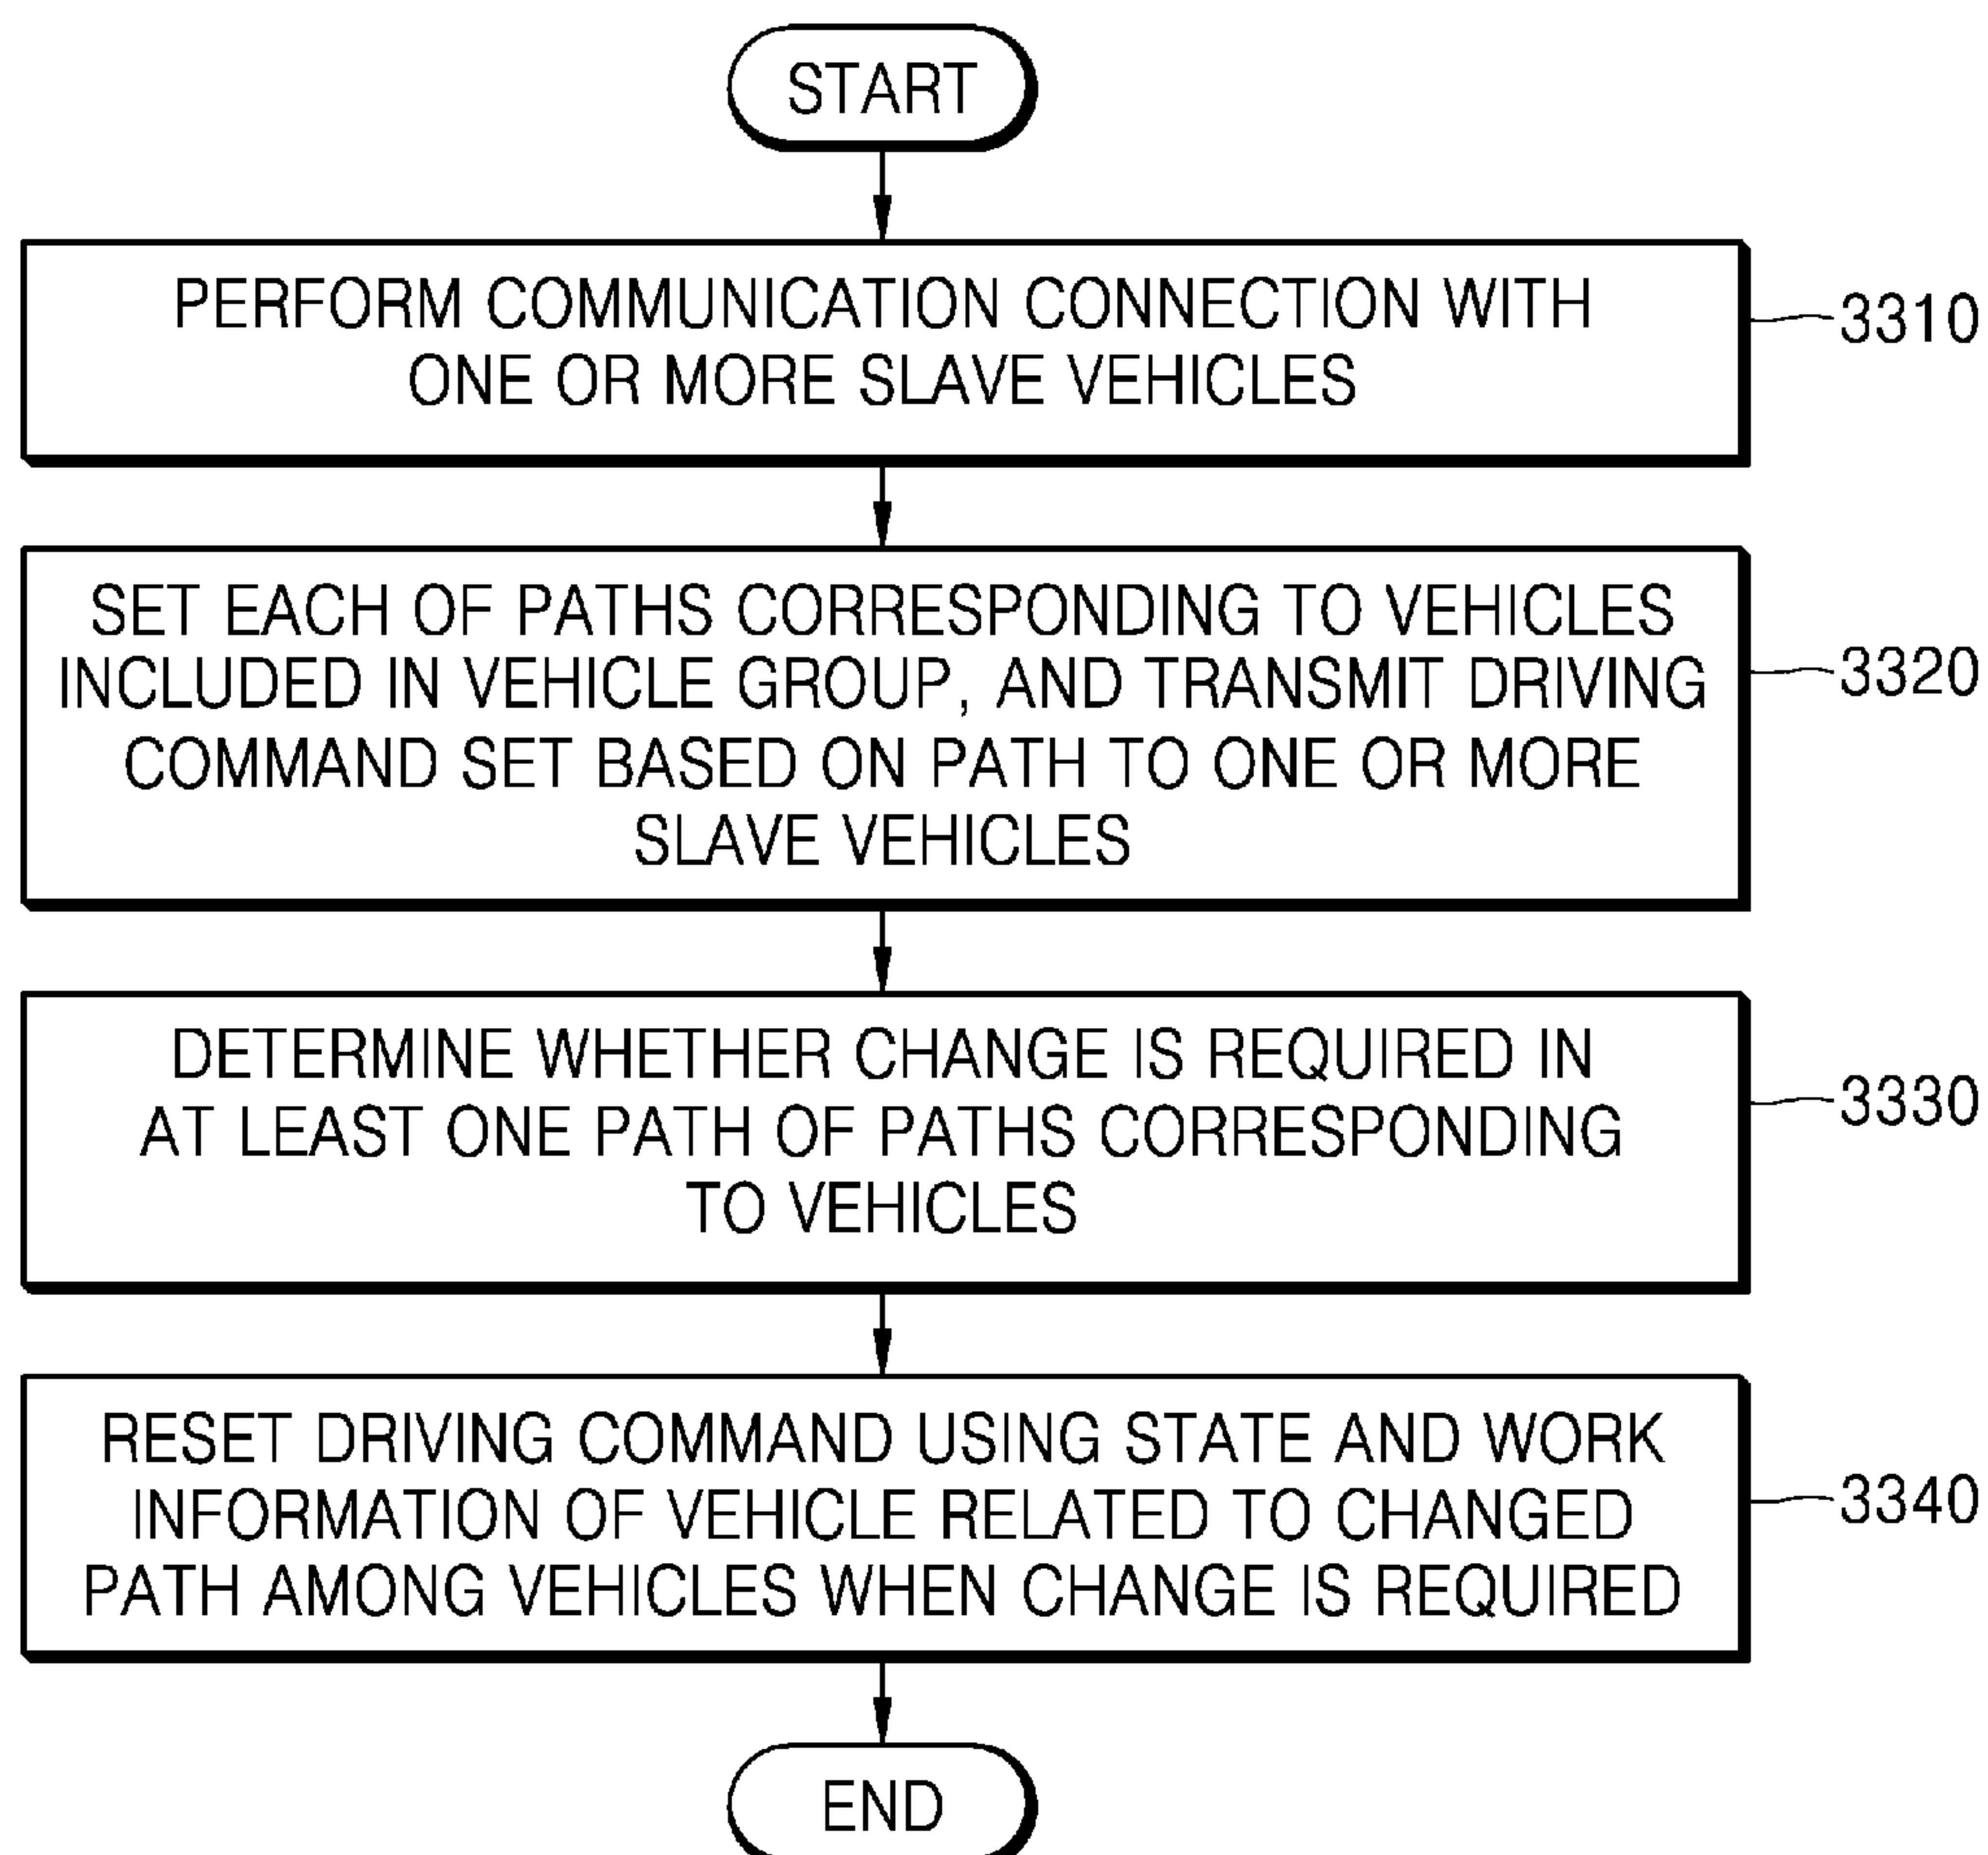 START
PERFORM COMMUNICATION CONNECTION WITH
ONE OR MORE SLAVE VEHICLES
3310
SET EACH OF PATHS CORRESPONDING TO VEHICLES
INCLUDED IN VEHICLE GROUP, AND TRANSMIT DRIVING
COMMAND SET BASED ON PATH TO ONE OR MORE
SLAVE VEHICLES
3320
DETERMINE WHETHER CHANGE IS REQUIRED IN
AT LEAST ONE PATH OF PATHS CORRESPONDING
TO VEHICLES
3330
RESET DRIVING COMMAND USING STATE AND WORK
INFORMATION OF VEHICLE RELATED TO CHANGED
PATH AMONG VEHICLES WHEN CHANGE IS REQUIRED
3340
END